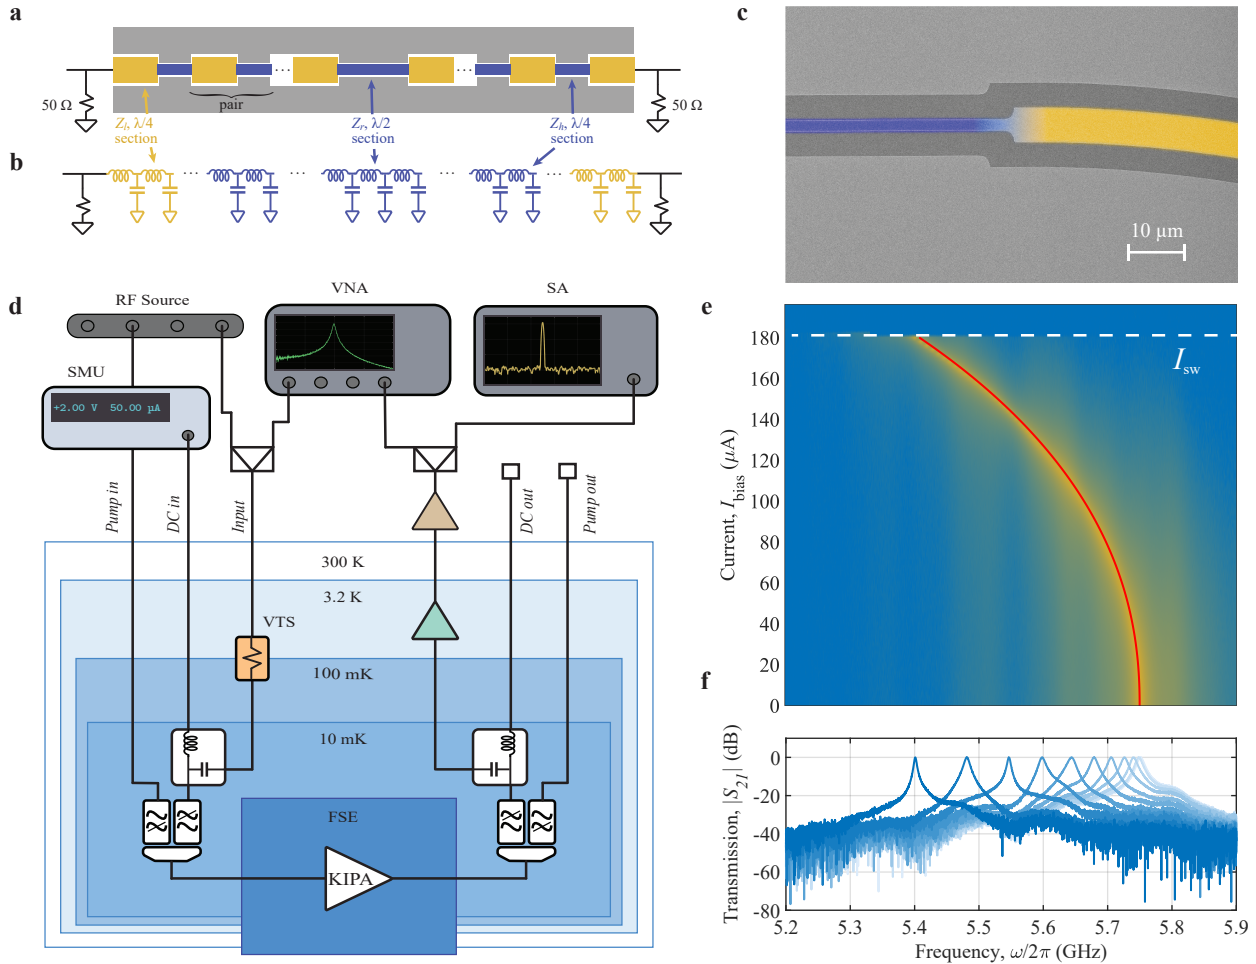 a
50 Ω
50 Ω
pair
Z_l, λ/4
section
Z_r, λ/2
section
Z_h, λ/4
section
b
c
10 µm
d
RF Source
VNA
SA
SMU
+2.00 V 50.00 µA
Pump in
DC in
Input
DC out
Pump out
300 K
3.2 K
VTS
100 mK
10 mK
FSE
KIPA
e
I_sw
Current, I_bias (µA)
180
160
140
120
100
80
60
40
20
0
f
Transmission, |S_21| (dB)
0
-20
-40
-60
-80
5.2 5.3 5.4 5.5 5.6 5.7 5.8 5.9
Frequency, ω/2π (GHz)